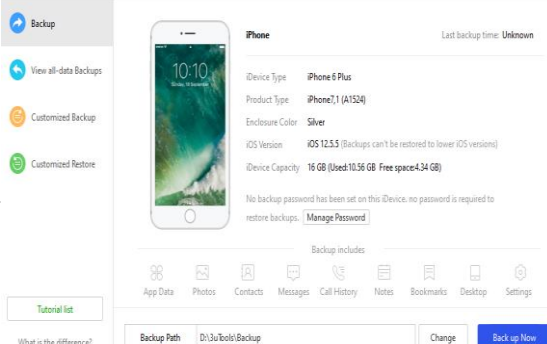 Backup
View all-data Backups
Customized Backup
Customized Restore
Tutorial list
What is the difference?
10:10
Sunday, 19 November
iPhone
Last backup time: Unknown
iDevice Type iPhone 6 Plus
Product Type iPhone7,1 (A1524)
Enclosure Color Silver
iOS Version iOS 12.5.5 (Backups can't be restored to lower iOS versions)
iDevice Capacity 16 GB (Used:10.56 GB Free space:4.34 GB)
No backup password has been set on this iDevice, no password is required to
restore backups. Manage Password
Backup includes
App Data Photos Contacts Messages Call History Notes Bookmarks Desktop Settings
Backup Path D:\3uTools\Backup Change Back up Now